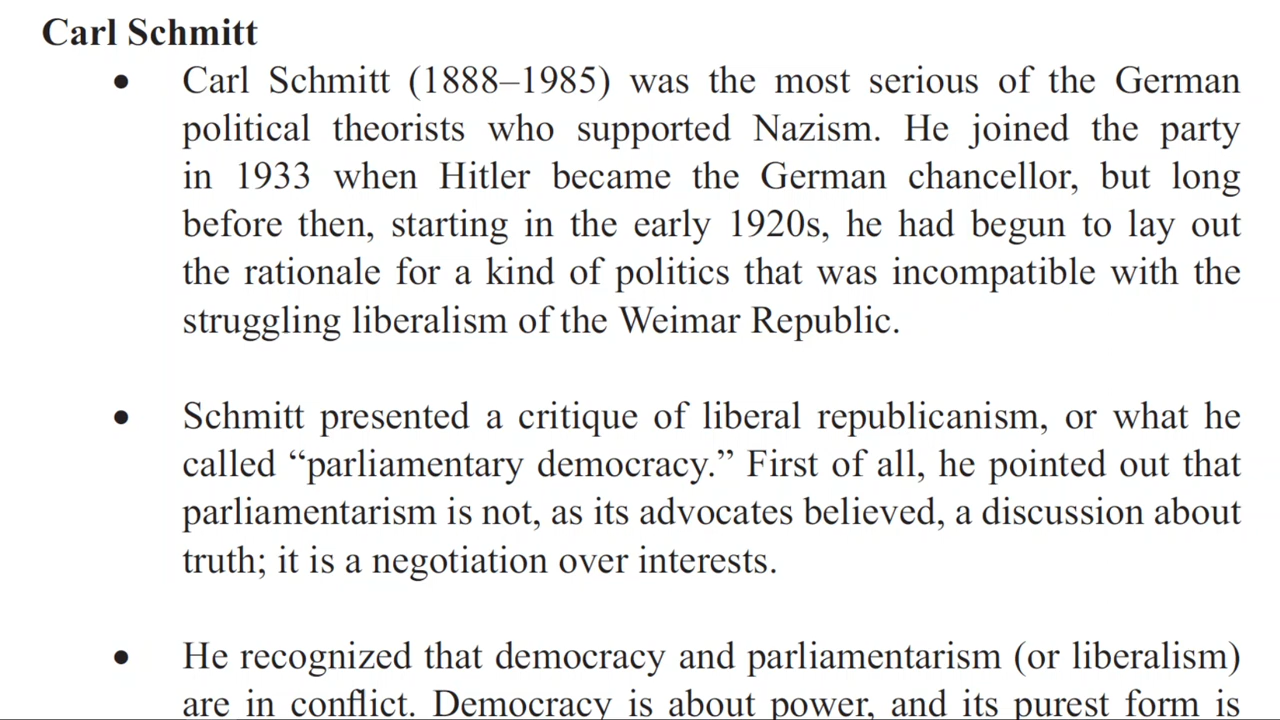 Carl Schmitt
• Carl Schmitt (1888–1985) was the most serious of the German
political theorists who supported Nazism. He joined the party
in 1933 when Hitler became the German chancellor, but long
before then, starting in the early 1920s, he had begun to lay out
the rationale for a kind of politics that was incompatible with the
struggling liberalism of the Weimar Republic.
• Schmitt presented a critique of liberal republicanism, or what he
called “parliamentary democracy.” First of all, he pointed out that
parliamentarism is not, as its advocates believed, a discussion about
truth; it is a negotiation over interests.
• He recognized that democracy and parliamentarism (or liberalism)
are in conflict. Democracy is about power, and its purest form is